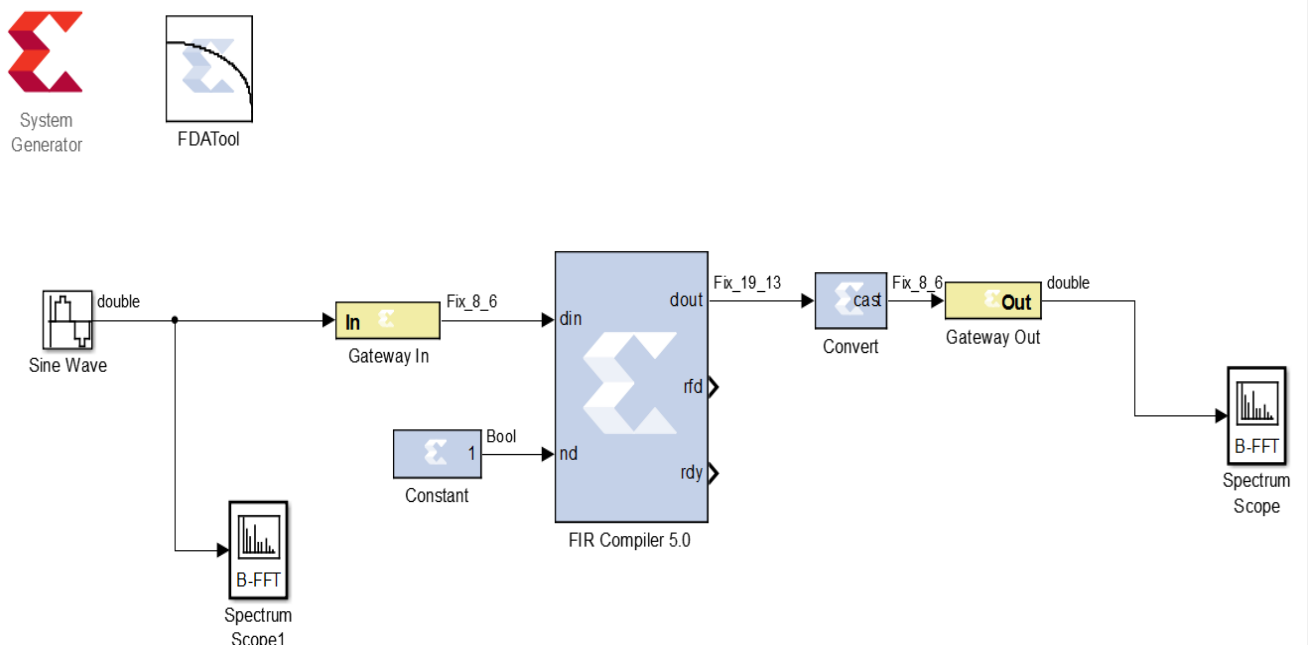 System
Generator
FDATool
double
Sine Wave
In
Gateway In
Fix_8_6
1
Bool
Constant
din
nd
dout
rfd
rdy
FIR Compiler 5.0
Fix_19_13
cast
Convert
Fix_8_6
Out
Gateway Out
double
B-FFT
Spectrum
Scope
B-FFT
Spectrum
Scope1